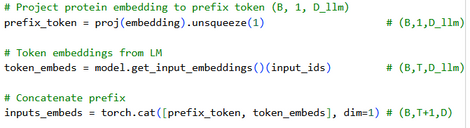 # Project protein embedding to prefix token (B, 1, D_llm)
prefix_token = proj(embedding).unsqueeze(1) # (B,1,D_llm)
# Token embeddings from LM
token_embeds = model.get_input_embeddings()(input_ids) # (B,T,D_llm)
# Concatenate prefix
inputs_embeds = torch.cat([prefix_token, token_embeds], dim=1) # (B,T+1,D)